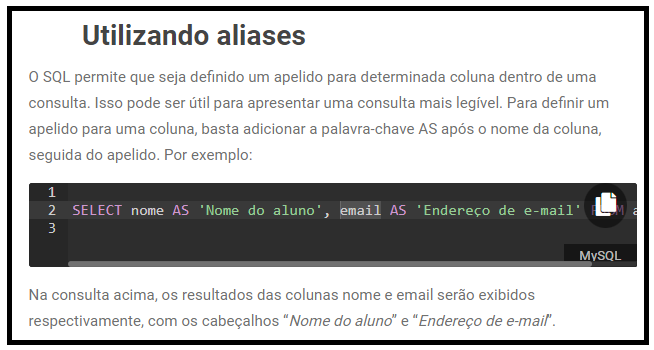 Utilizando aliases
O SQL permite que seja definido um apelido para determinada coluna dentro de uma
consulta. Isso pode ser útil para apresentar uma consulta mais legível. Para definir um
apelido para uma coluna, basta adicionar a palavra-chave AS após o nome da coluna,
seguida do apelido. Por exemplo:
1
2 SELECT nome AS 'Nome do aluno', email AS 'Endereço de e-mail'
3
MySQL
Na consulta acima, os resultados das colunas nome e email serão exibidos
respectivamente, com os cabeçalhos “Nome do aluno” e “Endereço de e-mail”.